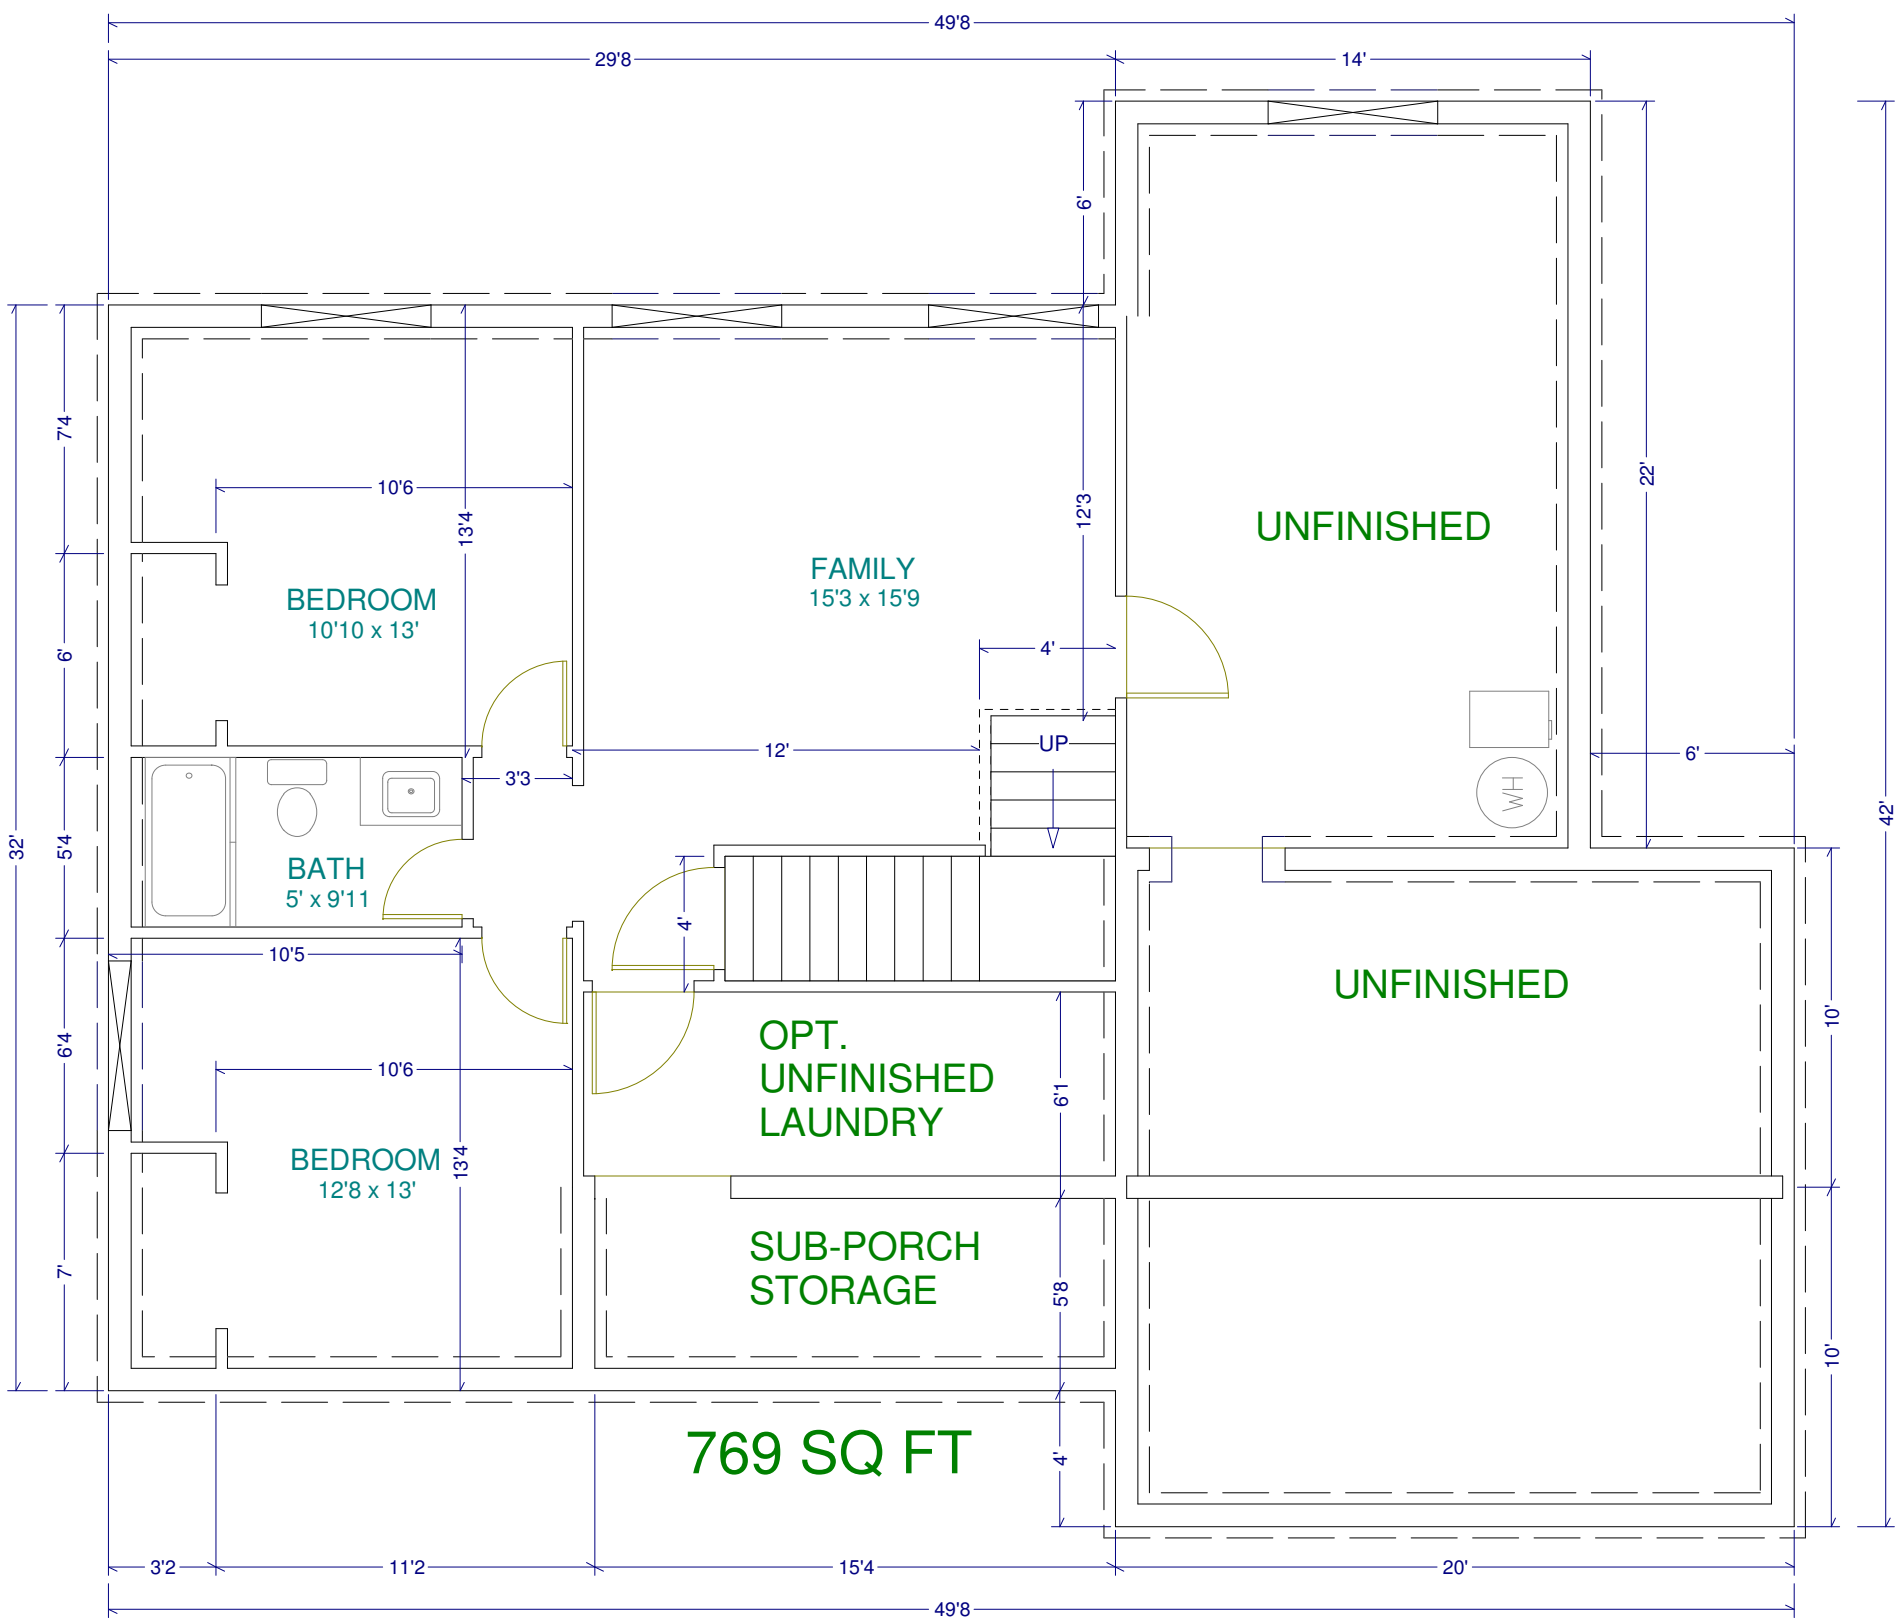 49'8
29'8
14'
6'
7'4
10'6
13'4
12'3
22'
UNFINISHED
FAMILY
15'3 x 15'9
BEDROOM
10'10 x 13'
6'
4'
UP
12'
3'3
6'
WH
42'
32'
5'4
BATH
5' x 9'11
4'
10'5
UNFINISHED
10'
OPT.
UNFINISHED
LAUNDRY
6'4
10'6
6'1
BEDROOM
12'8 x 13'
13'4
SUB-PORCH
STORAGE
7'
5'8
10'
769 SQ FT
4'
3'2
11'2
15'4
20'
49'8